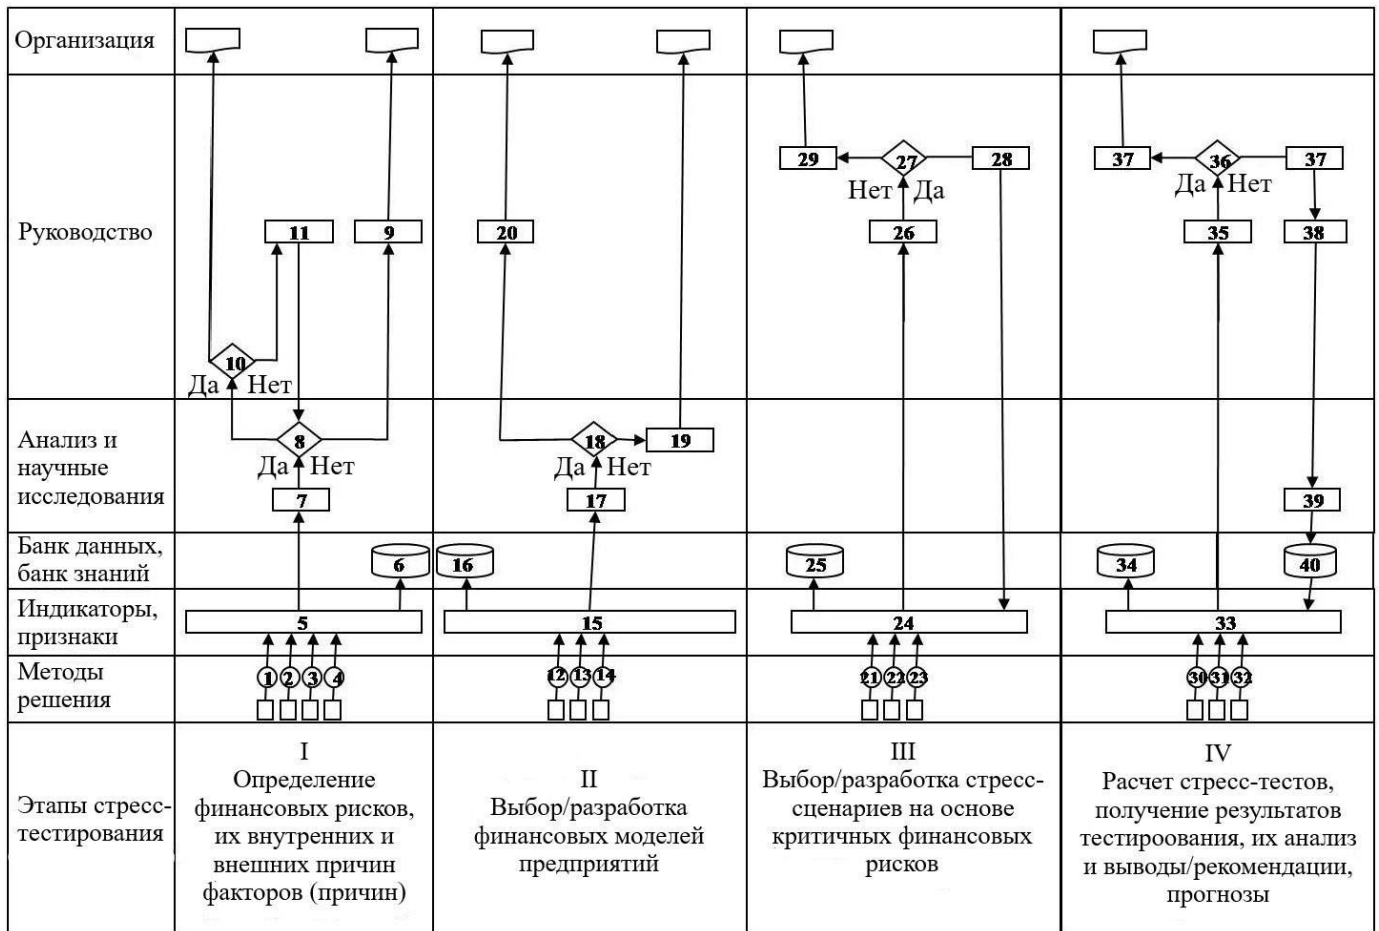 Организация
Руководство
29
27
28
37
36
37
Нет
Да
Да
Нет
11
9
20
26
35
38
10
Да
Нет
Анализ и
научные
исследования
8
18
19
Да
Нет
Да
Нет
7
17
39
Банк данных,
банк знаний
6
16
25
34
40
Индикаторы,
признаки
5
15
24
33
Методы
решения
1
2
3
4
12
13
14
21
22
23
30
31
32
Этапы стресс-
тестирования
I
Определение
финансовых рисков,
их внутренних и
внешних причин
факторов (причин)
II
Выбор/разработка
финансовых моделей
предприятий
III
Выбор/разработка стресс-
сценариев на основе
критичных финансовых
рисков
IV
Расчет стресс-тестов,
получение результатов
тестироования, их анализ
и выводы/рекомендации,
прогнозы